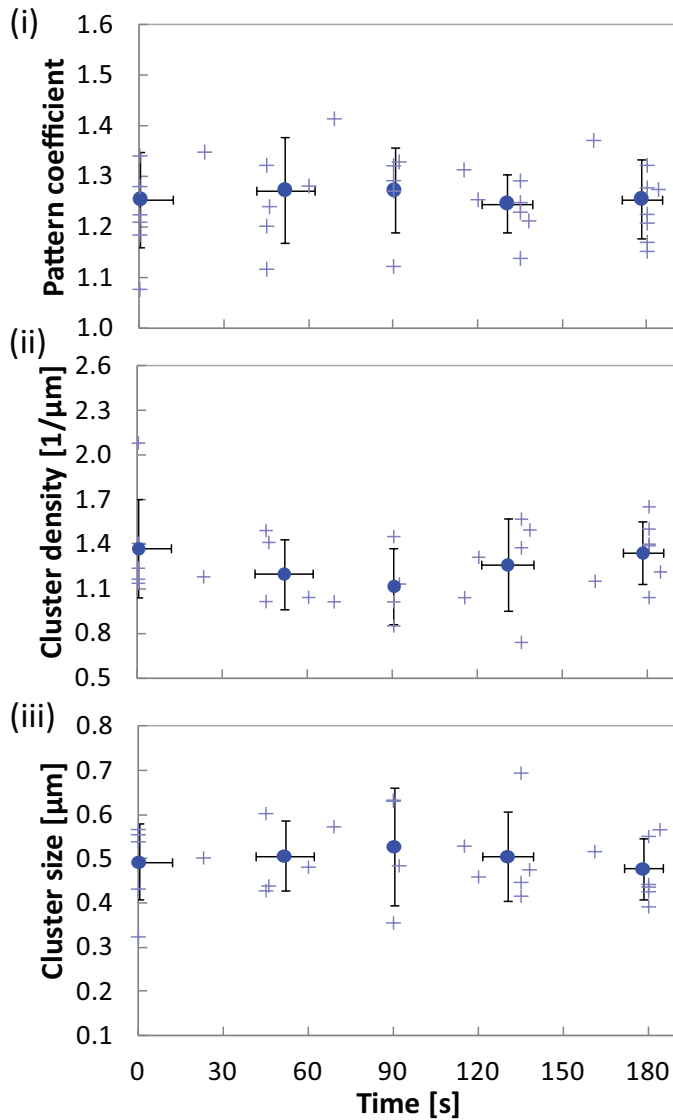 (i)
Pattern coefficient
1.6
1.5
1.4
1.3
1.2
1.1
1.0
(ii)
Cluster density [1/µm]
2.6
2.3
2.0
1.7
1.4
1.1
0.8
0.5
(iii)
Cluster size [µm]
0.8
0.7
0.6
0.5
0.4
0.3
0.2
0.1
0 30 60 90 120 150 180
Time [s]